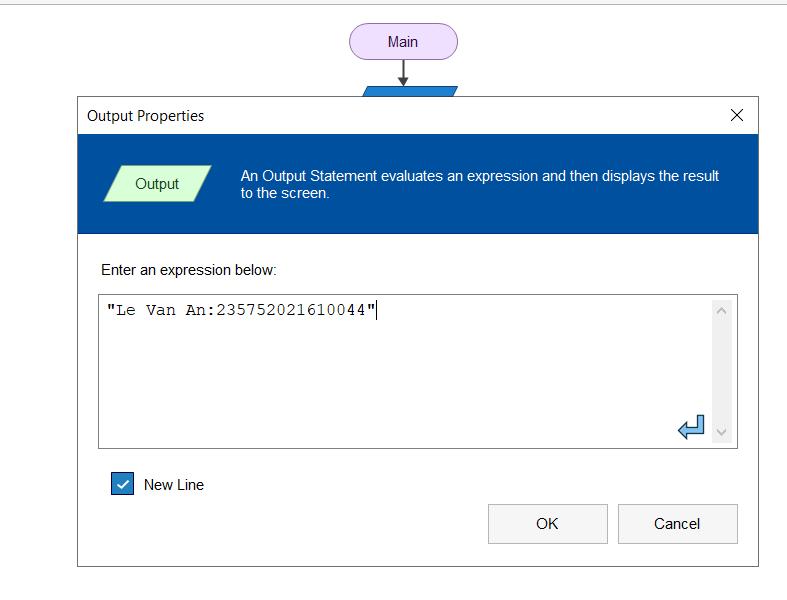 Main
Output Properties
Output
An Output Statement evaluates an expression and then displays the result
to the screen.
Enter an expression below:
"Le Van An:235752021610044"
New Line
OK
Cancel